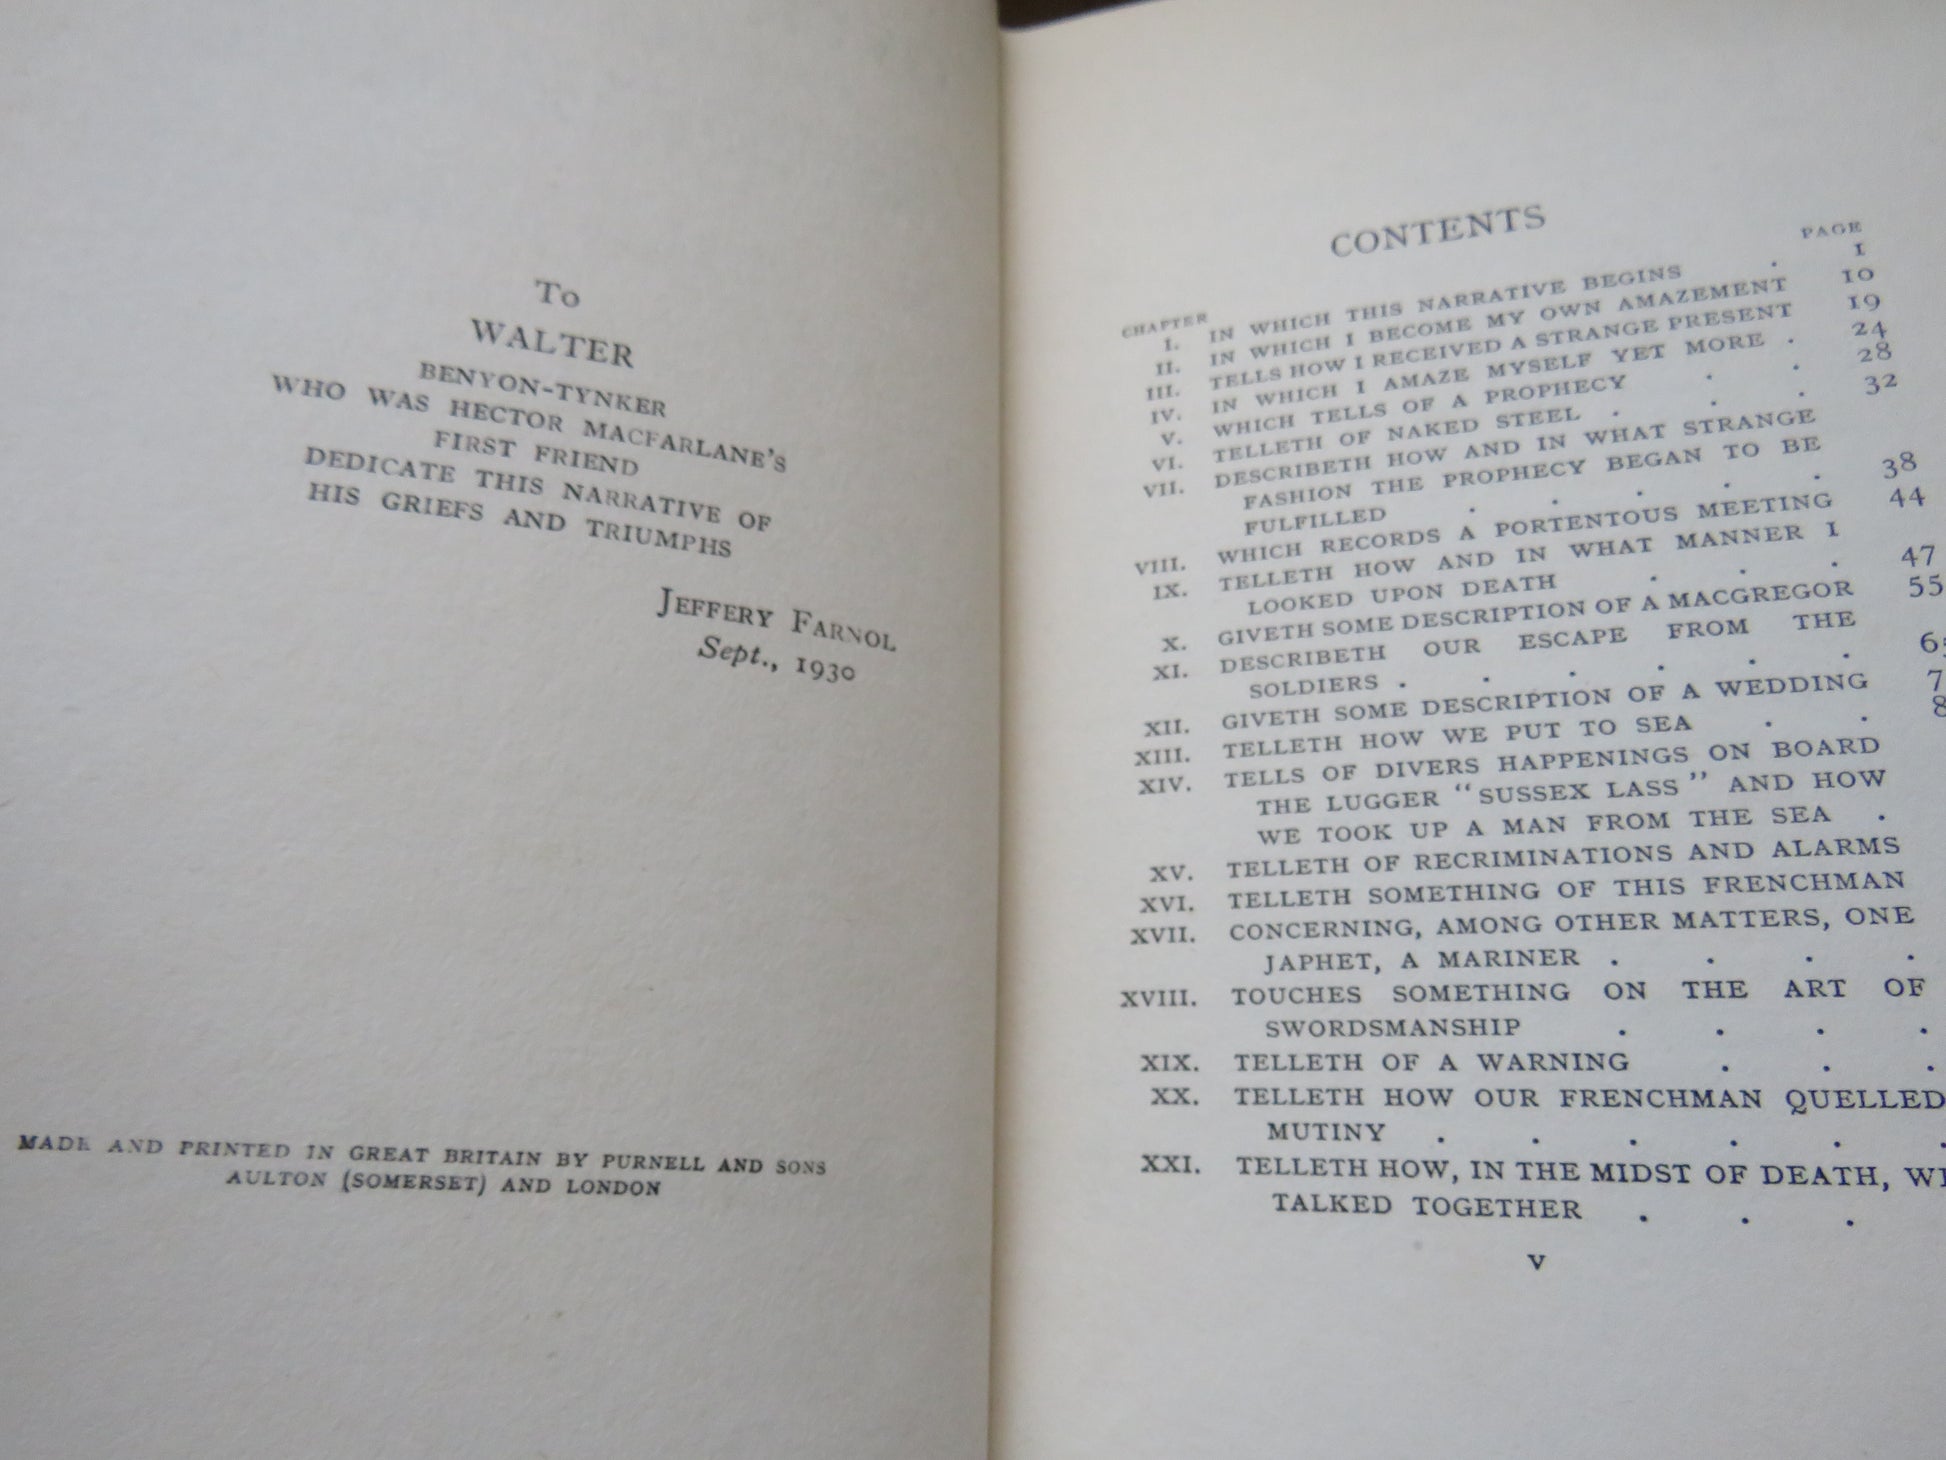 To
WALTER
BENYON-TYNKER
WHO WAS HECTOR MACFARLANE'S
FIRST FRIEND
DEDICATE THIS NARRATIVE OF
HIS GRIEFS AND TRIUMPHS
JEFFERY FARNOL
Sept., 1930
MADE AND PRINTED IN GREAT BRITAIN BY PURNELL AND SONS
AULTON (SOMERSET) AND LONDON
CONTENTS
CHAPTER PAGE
I. IN WHICH THIS NARRATIVE BEGINS . 1
II. IN WHICH I BECOME MY OWN AMAZEMENT 10
III. TELLS HOW I RECEIVED A STRANGE PRESENT 19
IV. IN WHICH I AMAZE MYSELF YET MORE . 24
V. WHICH TELLS OF A PROPHECY . . 28
VI. TELLETH OF NAKED STEEL . . . 32
VII. DESCRIBETH HOW AND IN WHAT STRANGE
FASHION THE PROPHECY BEGAN TO BE
FULFILLED . . . . . 38
VIII. WHICH RECORDS A PORTENTOUS MEETING 44
IX. TELLETH HOW AND IN WHAT MANNER I
LOOKED UPON DEATH . . . 47
X. GIVETH SOME DESCRIPTION OF A MACGREGOR 55
XI. DESCRIBETH OUR ESCAPE FROM THE
SOLDIERS . . . . . .
XII. GIVETH SOME DESCRIPTION OF A WEDDING
XIII. TELLETH HOW WE PUT TO SEA . .
XIV. TELLS OF DIVERS HAPPENINGS ON BOARD
THE LUGGER "SUSSEX LASS" AND HOW
WE TOOK UP A MAN FROM THE SEA .
XV. TELLETH OF RECRIMINATIONS AND ALARMS
XVI. TELLETH SOMETHING OF THIS FRENCHMAN
XVII. CONCERNING, AMONG OTHER MATTERS, ONE
JAPHET, A MARINER . . . .
XVIII. TOUCHES SOMETHING ON THE ART OF
SWORDSMANSHIP . . . .
XIX. TELLETH OF A WARNING . . .
XX. TELLETH HOW OUR FRENCHMAN QUELLED
MUTINY . . . . . .
XXI. TELLETH HOW, IN THE MIDST OF DEATH,
TALKED TOGETHER . . .
v